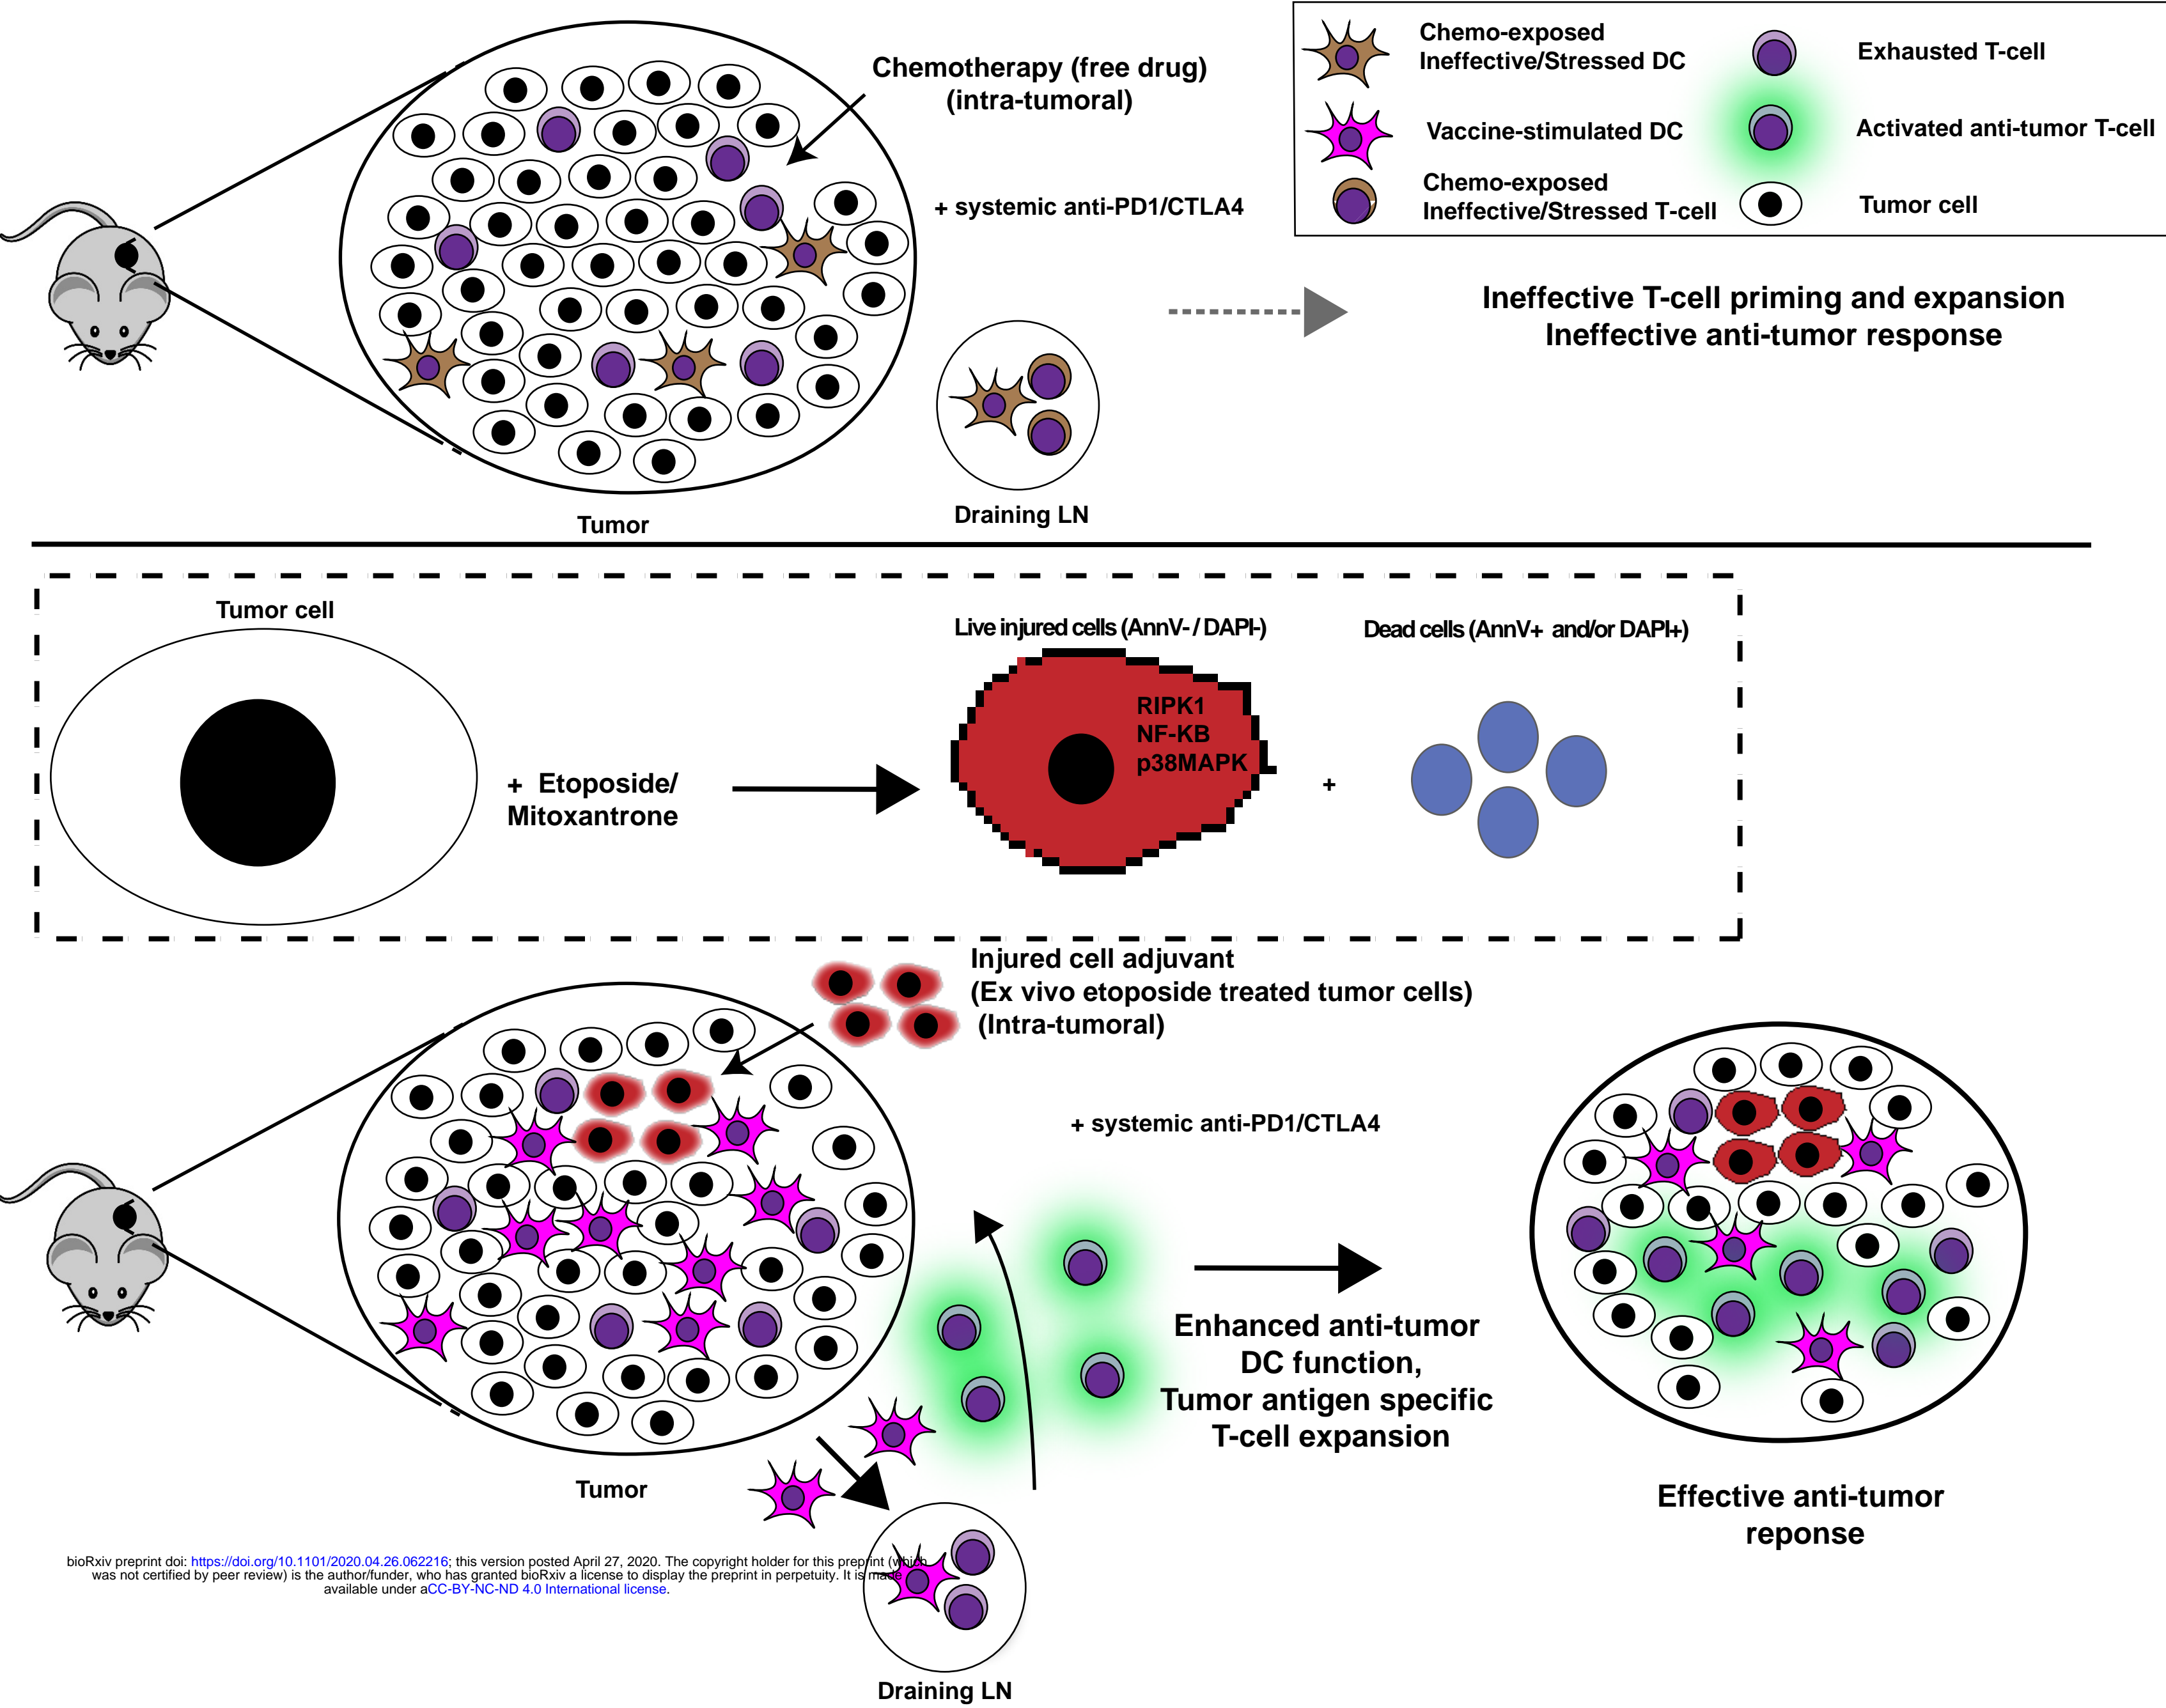 Chemotherapy (free drug)
(intra-tumoral)
+ systemic anti-PD1/CTLA4
Chemo-exposed
Ineffective/Stressed DC
Vaccine-stimulated DC
Chemo-exposed
Ineffective/Stressed T-cell
Exhausted T-cell
Activated anti-tumor T-cell
Tumor cell
Ineffective T-cell priming and expansion
Ineffective anti-tumor response
Tumor
Draining LN
Tumor cell
+ Etoposide/
Mitoxantrone
Live injured cells (AnnV- / DAPI-)
RIPK1
NF-KB
p38MAPK
+
Dead cells (AnnV+ and/or DAPI+)
Injured cell adjuvant
(Ex vivo etoposide treated tumor cells)
(Intra-tumoral)
+ systemic anti-PD1/CTLA4
Enhanced anti-tumor
DC function,
Tumor antigen specific
T-cell expansion
Tumor
Draining LN
Effective anti-tumor
reponse
bioRxiv preprint doi: https://doi.org/10.1101/2020.04.26.062216; this version posted April 27, 2020. The copyright holder for this preprint (which
was not certified by peer review) is the author/funder, who has granted bioRxiv a license to display the preprint in perpetuity. It is made
available under aCC-BY-NC-ND 4.0 International license.